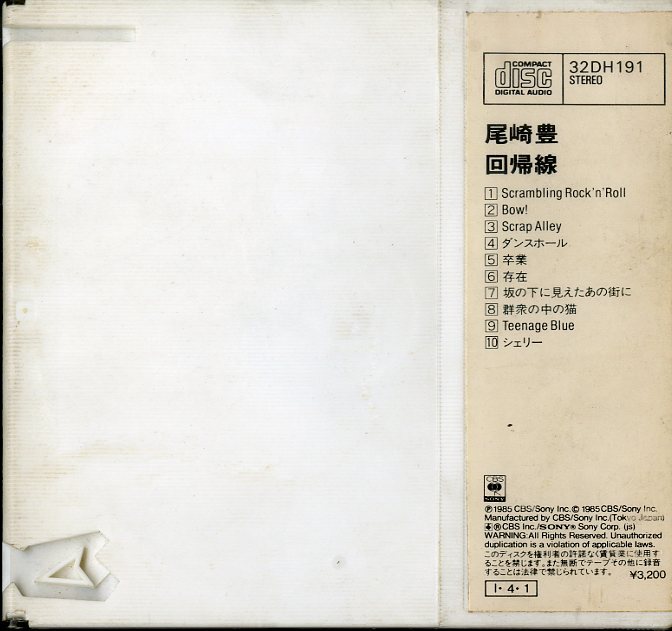 COMPACT
disc
DIGITAL AUDIO
32DH191
STEREO
尾崎豊
回帰線
1 Scrambling Rock'n'Roll
2 Bow!
3 Scrap Alley
4 ダンスホール
5 卒業
6 存在
7 坂の下に見えたあの街に
8 群衆の中の猫
9 Teenage Blue
10 シェリー
CBS
SONY
Ⓟ1985 CBS/Sony Inc. © 1985 CBS/Sony Inc.
Manufactured by CBS/Sony Inc. (Tokyo Japan)
® CBS Inc./SONY® Sony Corp. (js)
WARNING: All Rights Reserved. Unauthorized
duplication is a violation of applicable laws.
このディスクを権利者の許諾なく賃貸業に使用す
ることを禁じます。また無断でテープその他に録音
することは法律で禁じられています。 ¥3,200
I・4・1